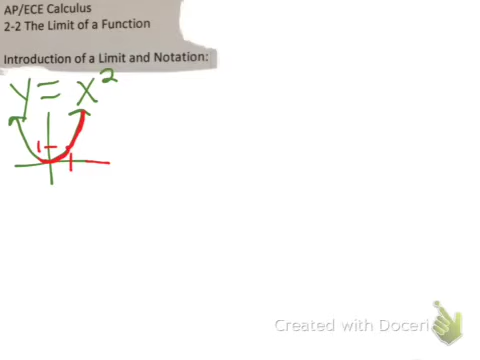 AP/ECE Calculus
2-2 The Limit of a Function
Introduction of a Limit and Notation:
y = x²
1
1
Created with Doceri